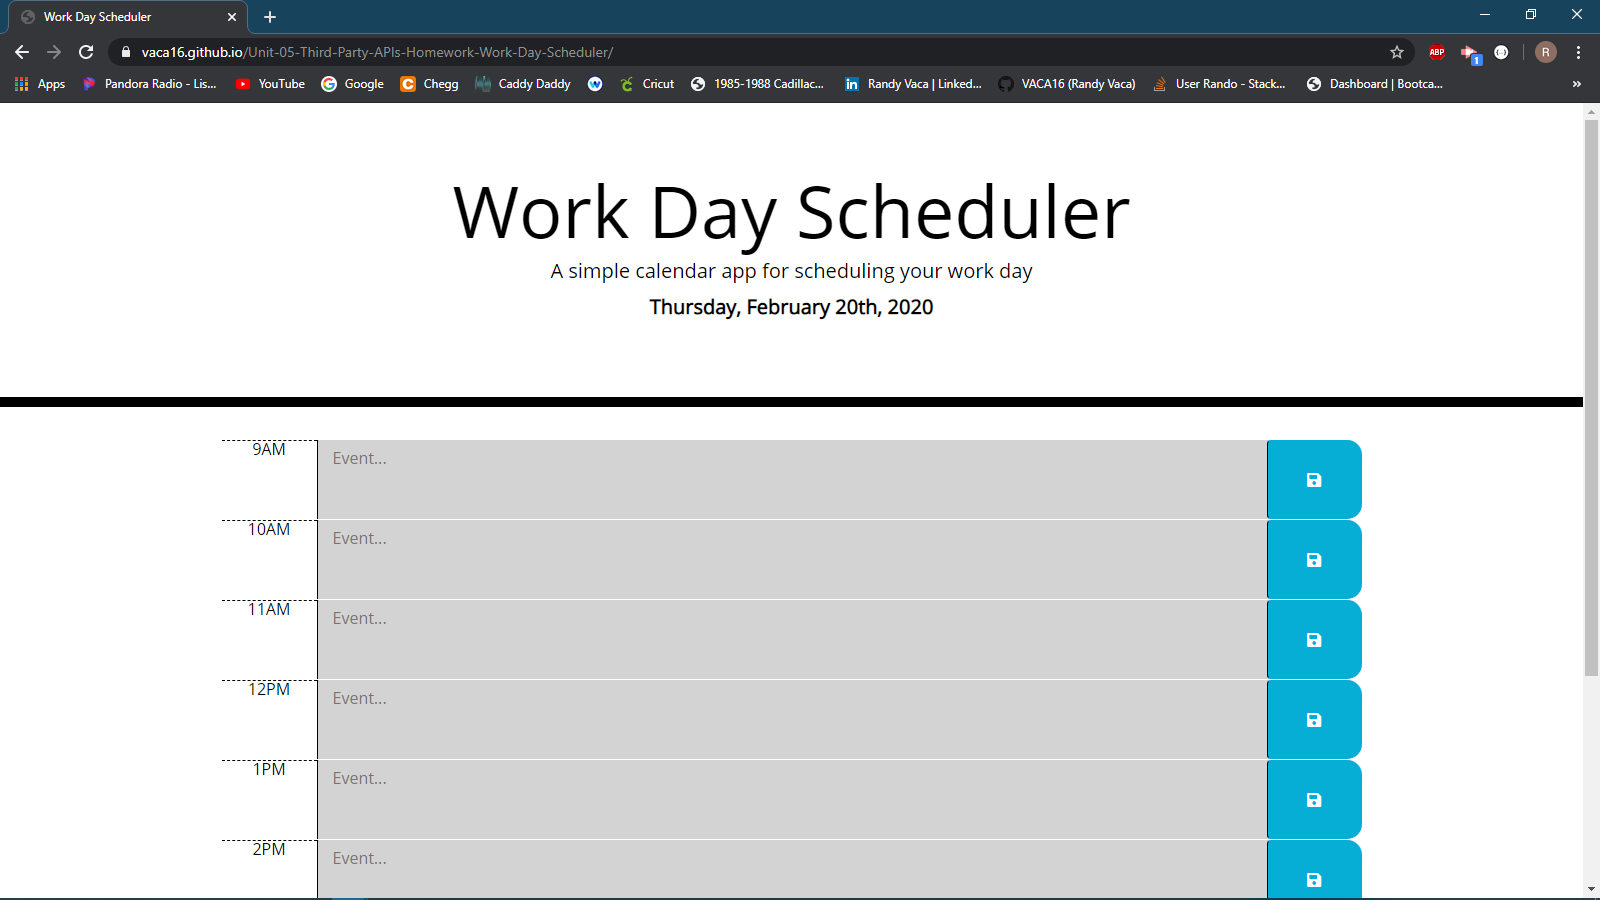 Work Day Scheduler
vaca16.github.io/Unit-05-Third-Party-APIs-Homework-Work-Day-Scheduler/
ABP
1
R
Apps
Pandora Radio - Lis...
YouTube
Google
Chegg
Caddy Daddy
Cricut
1985-1988 Cadillac...
Randy Vaca | Linked...
VACA16 (Randy Vaca)
User Rando - Stack...
Dashboard | Bootca...
Work Day Scheduler
A simple calendar app for scheduling your work day
Thursday, February 20th, 2020
9AM
Event...
10AM
Event...
11AM
Event...
12PM
Event...
1PM
Event...
2PM
Event...